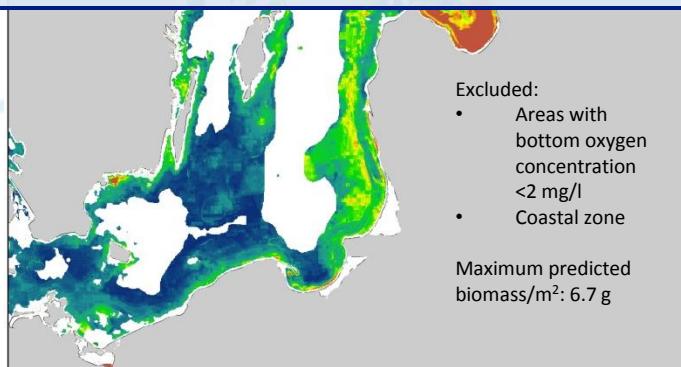 Excluded:
• Areas with
bottom oxygen
concentration
<2 mg/l
• Coastal zone
Maximum predicted
biomass/m²: 6.7 g